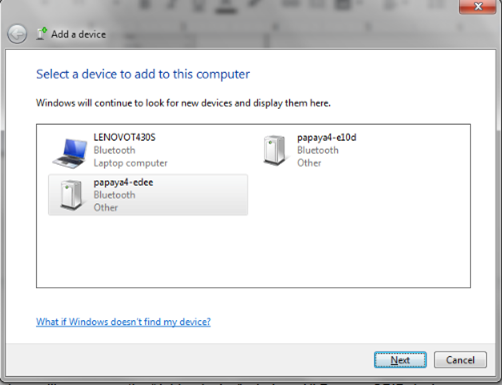 Add a device
Select a device to add to this computer
Windows will continue to look for new devices and display them here.
LENOVOT430S
Bluetooth
Laptop computer
papaya4-e10d
Bluetooth
Other
papaya4-edee
Bluetooth
Other
What if Windows doesn't find my device?
Next
Cancel